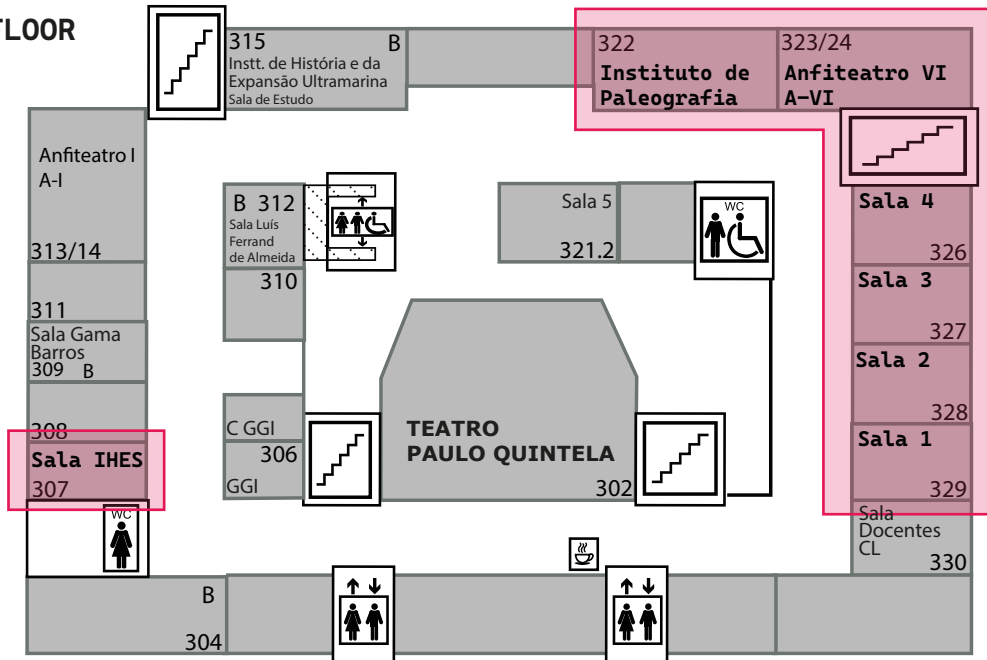 FLOOR
315 B
Instt. de História e da
Expansão Ultramarina
Sala de Estudo
322
Instituto de
Paleografia
323/24
Anfiteatro VI
A-VI
Anfiteatro I
A-I
313/14
B 312
Sala Luís
Ferrand
de Almeida
310
Sala 5
321.2
WC
Sala 4
326
311
Sala 3
327
Sala Gama
Barros
309 B
Sala 2
328
308
C GGI
TEATRO
PAULO QUINTELA
302
Sala 1
329
Sala IHES
307
306
GGI
WC
Sala
Docentes
CL
330
B
304